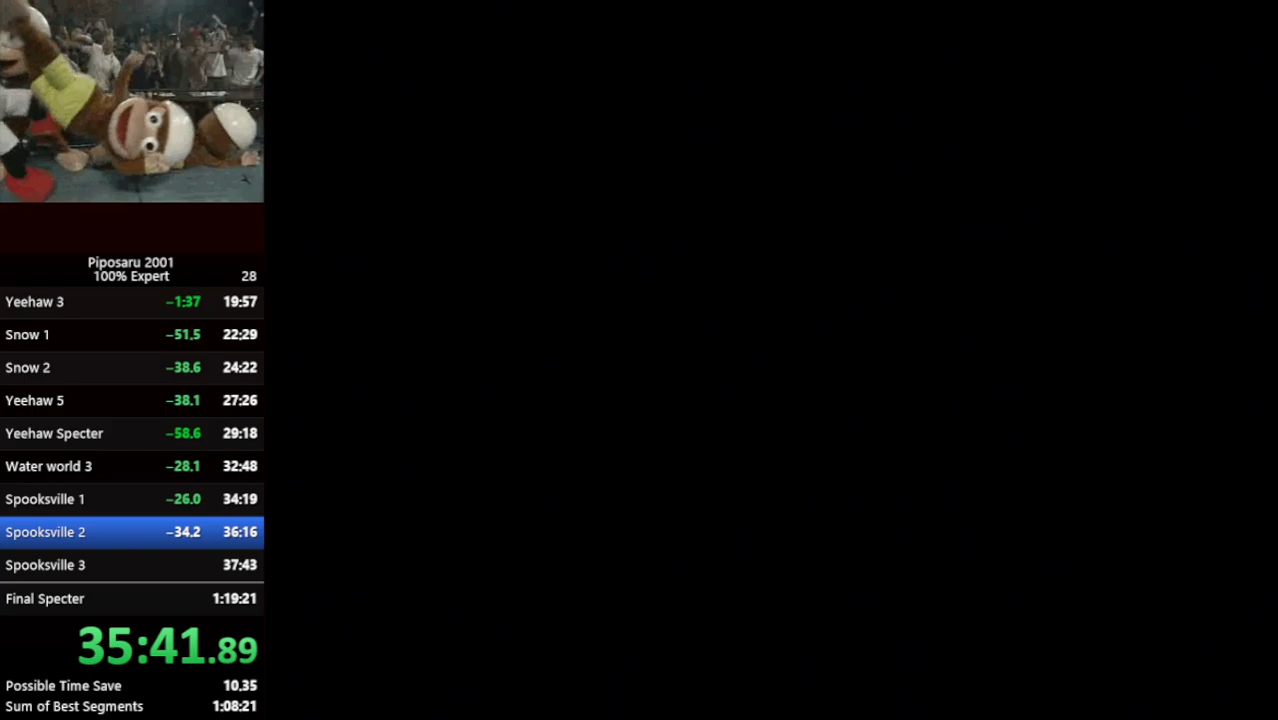 Piposaru 2001
100% Expert 28
Yeehaw 3 −1:37 19:57
Snow 1 −51.5 22:29
Snow 2 −38.6 24:22
Yeehaw 5 −38.1 27:26
Yeehaw Specter −58.6 29:18
Water world 3 −28.1 32:48
Spooksville 1 −26.0 34:19
Spooksville 2 −34.2 36:16
Spooksville 3 37:43
Final Specter 1:19:21
35:41.89
Possible Time Save 10.35
Sum of Best Segments 1:08:21